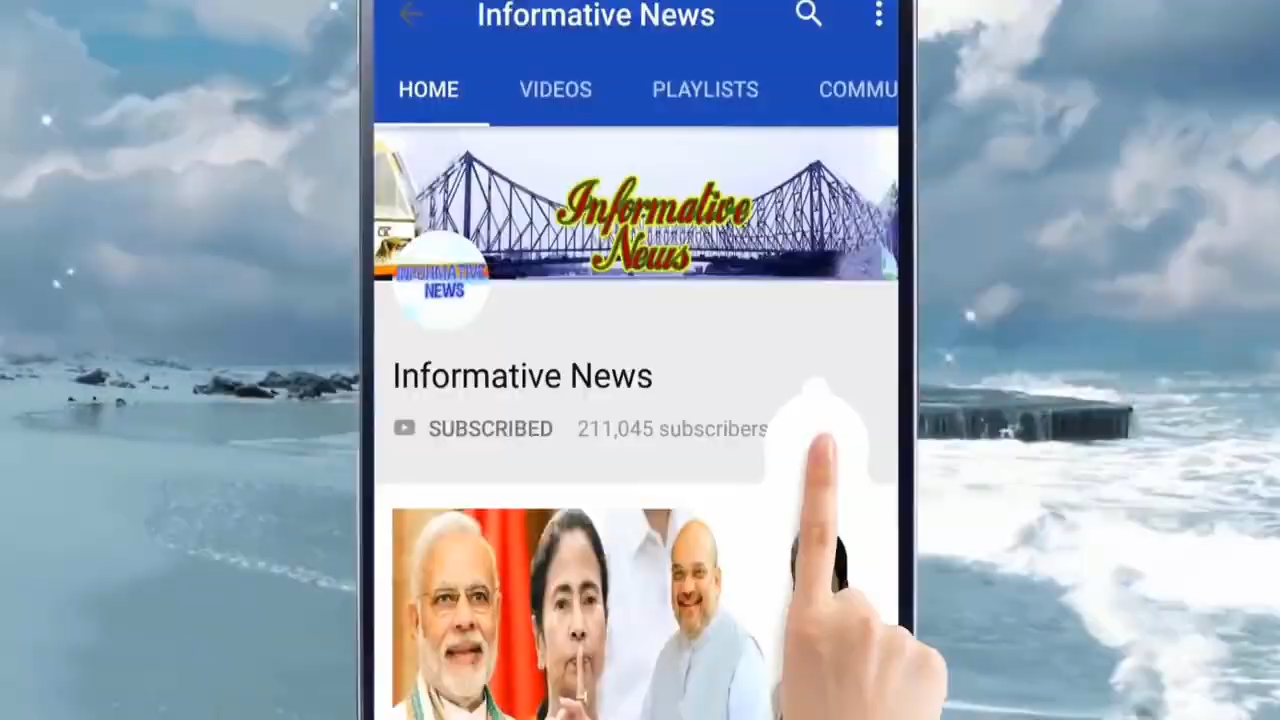 Informative News
HOME VIDEOS PLAYLISTS COMMU
Informative
News
INFORMATIVE
NEWS
Informative News
SUBSCRIBED 211,045 subscribers